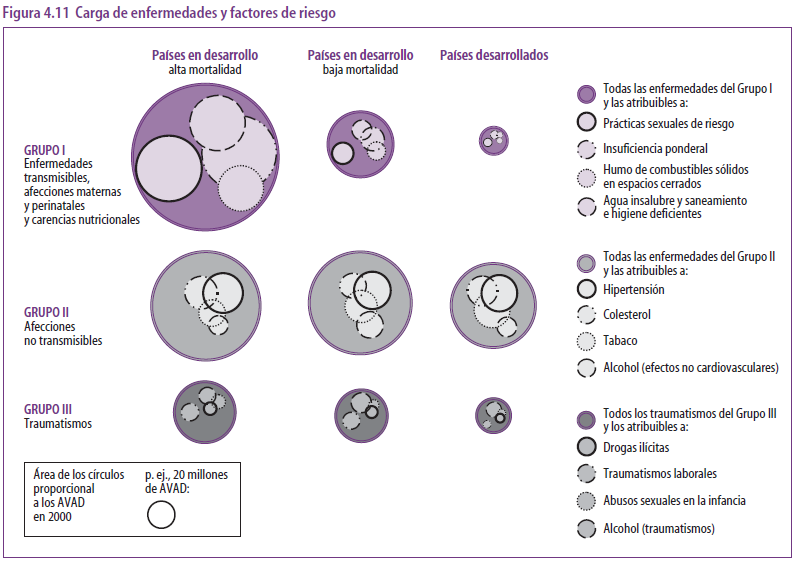 Figura 4.11 Carga de enfermedades y factores de riesgo
Países en desarrollo
alta mortalidad
Países en desarrollo
baja mortalidad
Países desarrollados
GRUPO I
Enfermedades
transmisibles,
afecciones maternas
y perinatales
y carencias nutricionales
Todas las enfermedades del Grupo I
y las atribuibles a:
Prácticas sexuales de riesgo
Insuficiencia ponderal
Humo de combustibles sólidos
en espacios cerrados
Agua insalubre y saneamiento
e higiene deficientes
GRUPO II
Afecciones
no transmisibles
Todas las enfermedades del Grupo II
y las atribuibles a:
Hipertensión
Colesterol
Tabaco
Alcohol (efectos no cardiovasculares)
GRUPO III
Traumatismos
Todos los traumatismos del Grupo III
y los atribuibles a:
Drogas ilícitas
Traumatismos laborales
Abusos sexuales en la infancia
Alcohol (traumatismos)
Área de los círculos
proporcional
a los AVAD
en 2000
p. ej., 20 millones
de AVAD: